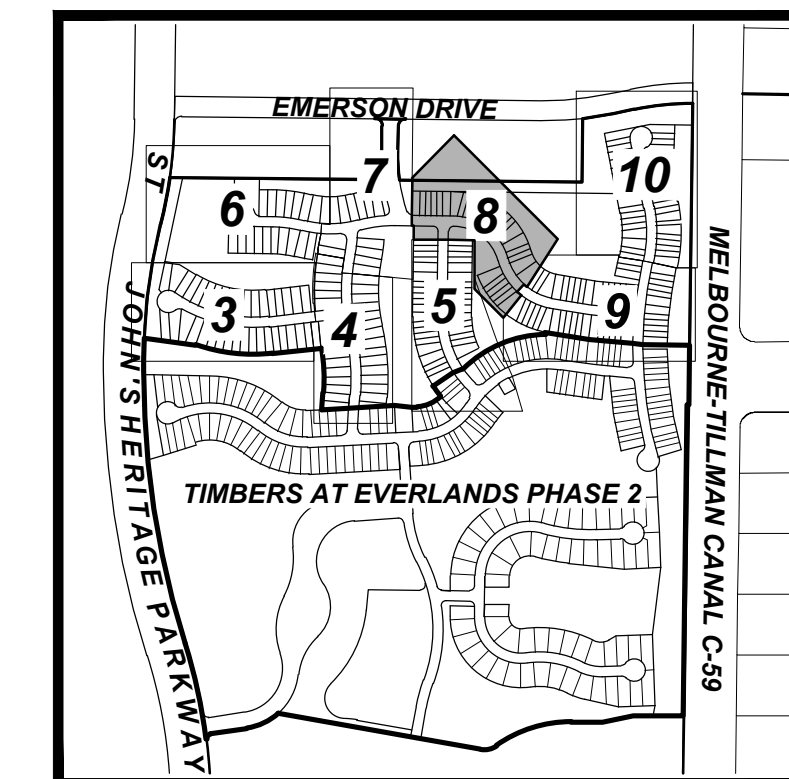 EMERSON DRIVE
7
10
6
8
3
4
5
9
ST JOHN'S HERITAGE PARKWAY
MELBOURNE-TILLMAN CANAL C-59
TIMBERS AT EVERLANDS PHASE 2